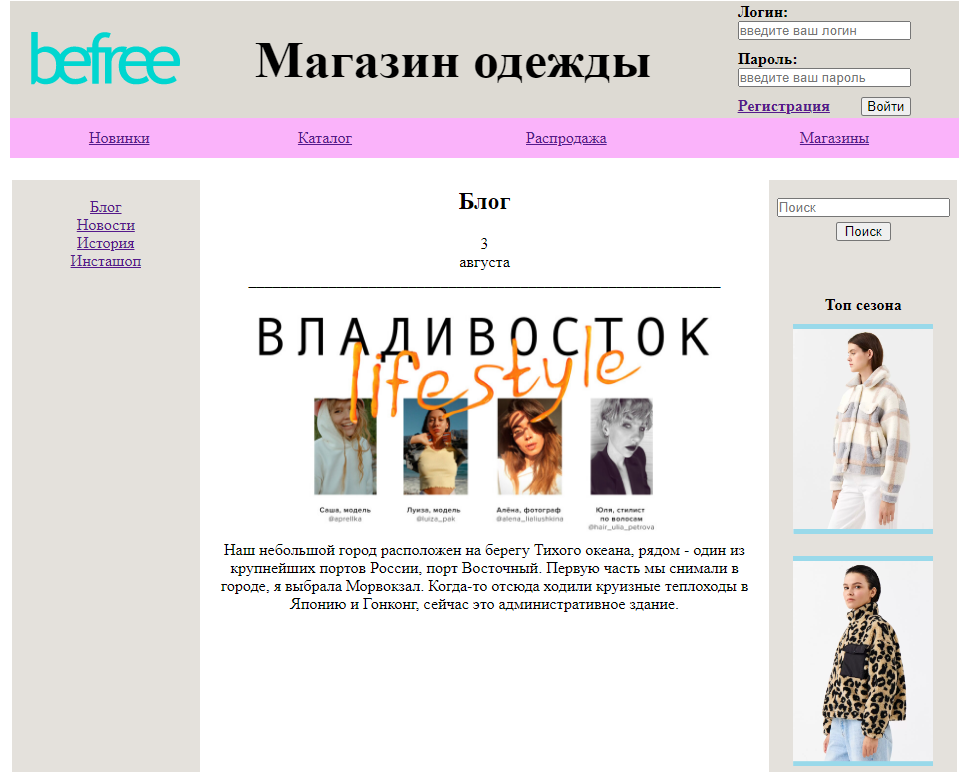 befree
Магазин одежды
Логин:
введите ваш логин
Пароль:
введите ваш пароль
Регистрация Войти
Новинки Каталог Распродажа Магазины
Блог
Новости
История
Инсташоп
Блог
3
августа
ВЛАДИВОСТОК
lifestyle
Саша, модель
@aprellka
Луиза, модель
@luiza_pak
Алёна, фотограф
@alena_lialiushkina
Юля, стилист
по волосам
@hair_ulia_petrova
Наш небольшой город расположен на берегу Тихого океана, рядом - один из
крупнейших портов России, порт Восточный. Первую часть мы снимали в
городе, я выбрала Морвокзал. Когда-то отсюда ходили круизные теплоходы в
Японию и Гонконг, сейчас это административное здание.
Поиск
Поиск
Топ сезона